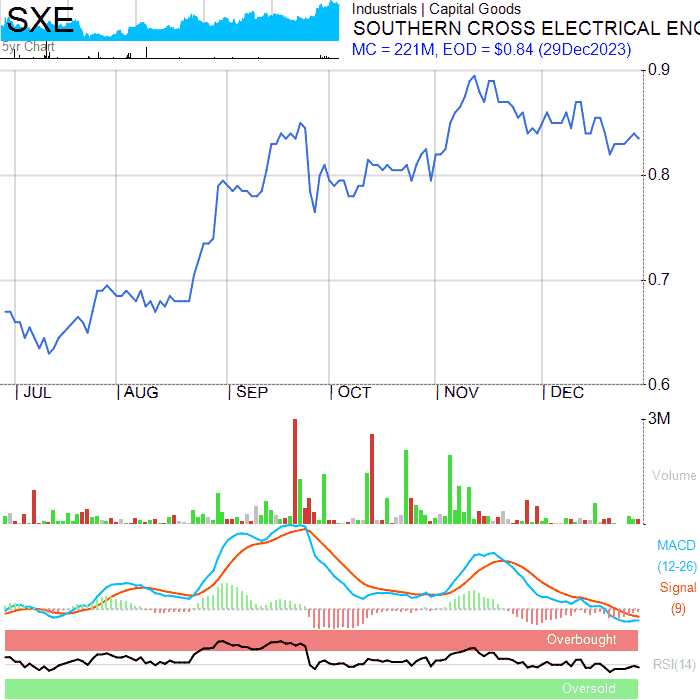 SXE
5yr Chart
Industrials | Capital Goods
SOUTHERN CROSS ELECTRICAL ENG
MC = 221M, EOD = $0.84 (29Dec2023)
0.9
0.8
0.7
0.6
JUL AUG SEP OCT NOV DEC
3M
Volume
MACD
(12-26)
Signal
(9)
Overbought
RSI(14)
Oversold